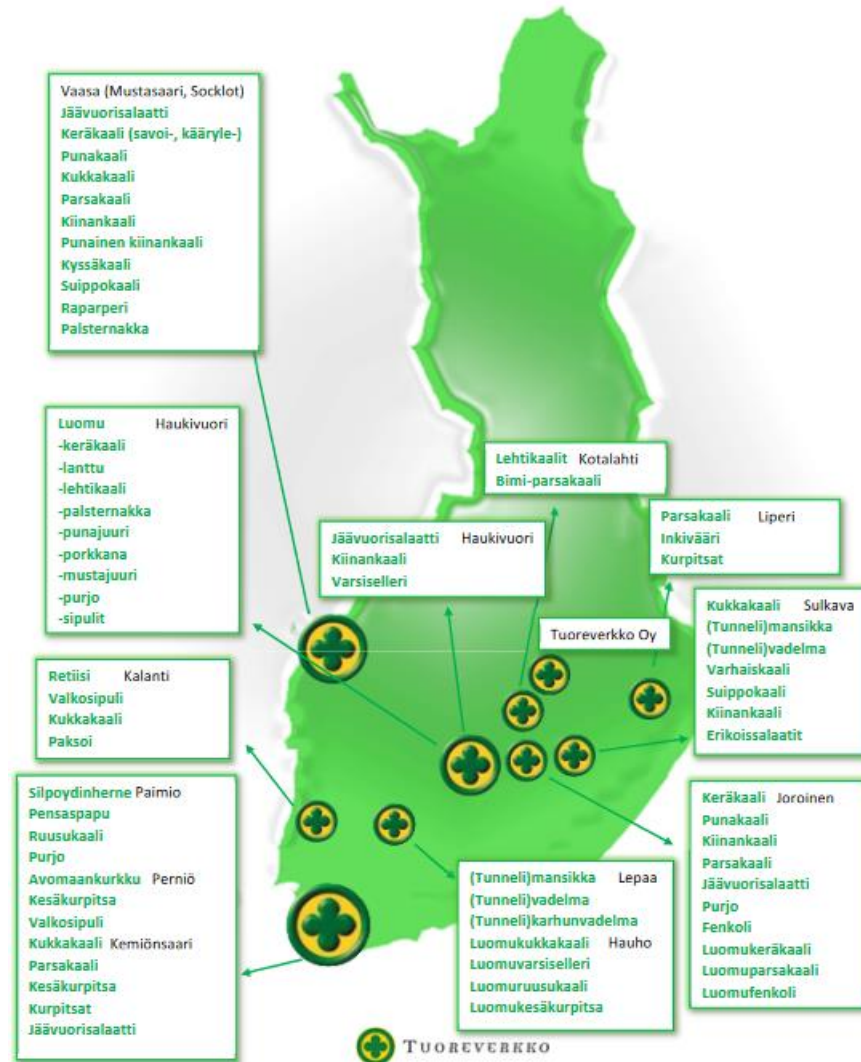 Vaasa (Mustasaari, Socklot)
Jäävuorisalaatti
Keräkaali (savoi-, kääryle-)
Punakaali
Kukkakaali
Parsakaali
Kiinankaali
Punainen kiinankaali
Kyssäkaali
Suippokaali
Raparperi
Palsternakka
Luomu Haukivuori
-keräkaali
-lanttu
-lehtikaali
-palsternakka
-punajuuri
-porkkana
-mustajuuri
-purjo
-sipulit
Lehtikaalit Kotalahti
Bimi-parsakaali
Jäävuorisalaatti Haukivuori
Kiinankaali
Varsiselleri
Parsakaali Liperi
Inkivääri
Kurpitsat
Tuoreverkko Oy
Kukkakaali Sulkava
(Tunneli)mansikka
(Tunneli)vadelma
Varhaiskaali
Suippokaali
Kiinankaali
Erikoissalaatit
Retiisi Kalanti
Valkosipuli
Kukkakaali
Paksoi
Silpoydinherne Paimio
Pensaspapu
Ruusukaali
Purjo
Avomaankurkku Perniö
Kesäkurpitsa
Valkosipuli
Kukkakaali Kemiönsaari
Parsakaali
Kesäkurpitsa
Kurpitsat
Jäävuorisalaatti
(Tunneli)mansikka Lepaa
(Tunneli)vadelma
(Tunneli)karhunvadelma
Luomukukkakaali Hauho
Luomuvarsiselleri
Luomuruusukaali
Luomukesäkurpitsa
Keräkaali Joroinen
Punakaali
Kiinankaali
Parsakaali
Jäävuorisalaatti
Purjo
Fenkoli
Luomukeräkaali
Luomuparsakaali
Luomufenkoli
TUOREVERKKO